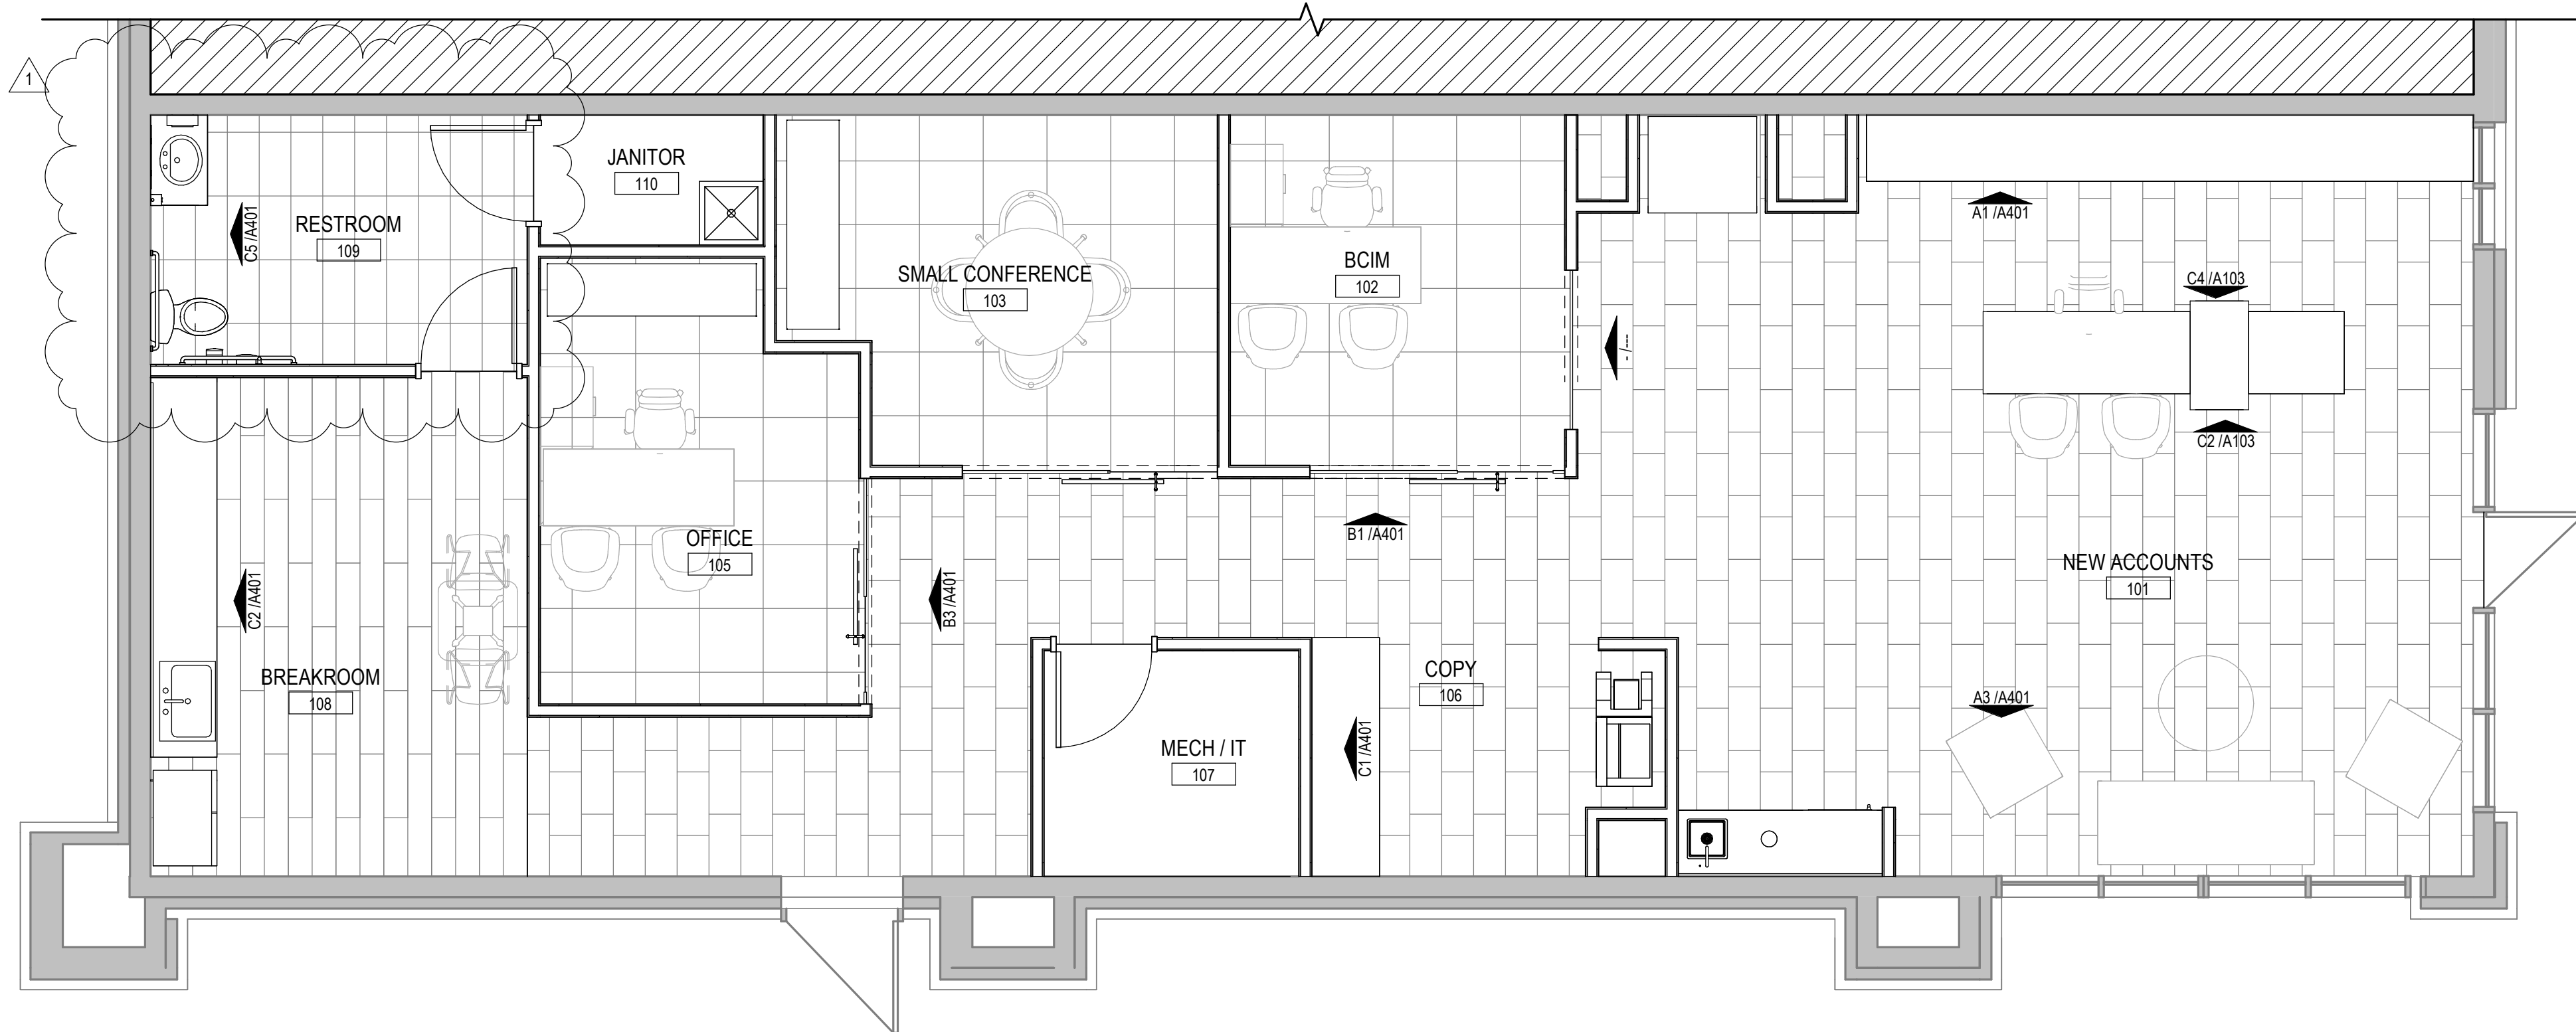 1
JANITOR
110
RESTROOM
109
C5 /A401
SMALL CONFERENCE
103
BCIM
102
A1 /A401
C4 /A103
- /---
C2 /A103
OFFICE
105
B1 /A401
NEW ACCOUNTS
101
C2 /A401
B3 /A401
BREAKROOM
108
COPY
106
A3 /A401
MECH / IT
107
C1 /A401